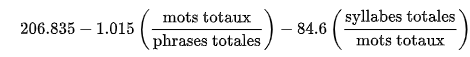 206.835 − 1.015 (mots totaux / phrases totales) − 84.6 (syllabes totales / mots totaux)